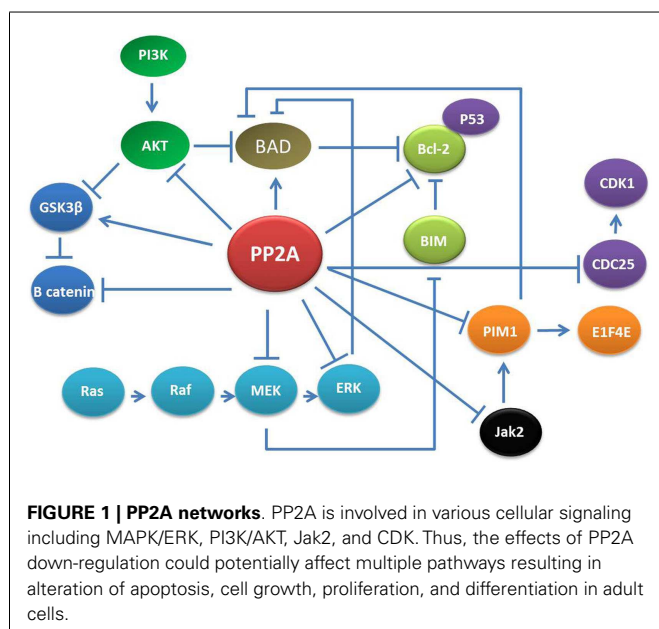 PI3K
P53
AKT
BAD
Bcl-2
CDK1
GSK3β
BIM
PP2A
CDC25
B catenin
PIM1
E1F4E
Ras
Raf
MEK
ERK
Jak2
FIGURE 1 | PP2A networks. PP2A is involved in various cellular signaling
including MAPK/ERK, PI3K/AKT, Jak2, and CDK. Thus, the effects of PP2A
down-regulation could potentially affect multiple pathways resulting in
alteration of apoptosis, cell growth, proliferation, and differentiation in adult
cells.